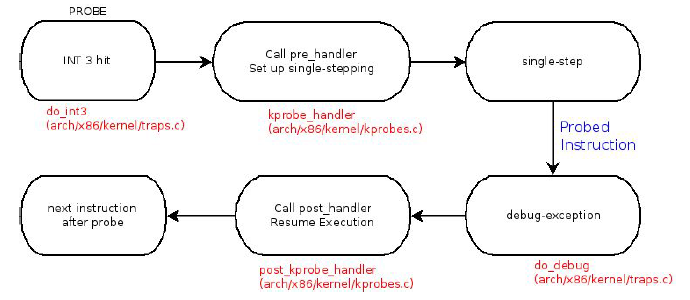 PROBE
INT 3 hit
do_int3
(arch/x86/kernel/traps.c)
Call pre_handler
Set up single-stepping
kprobe_handler
(arch/x86/kernel/kprobes.c)
single-step
Probed
Instruction
debug-exception
do_debug
(arch/x86/kernel/traps.c)
Call post_handler
Resume Execution
post_kprobe_handler
(arch/x86/kernel/kprobes.c)
next instruction
after probe